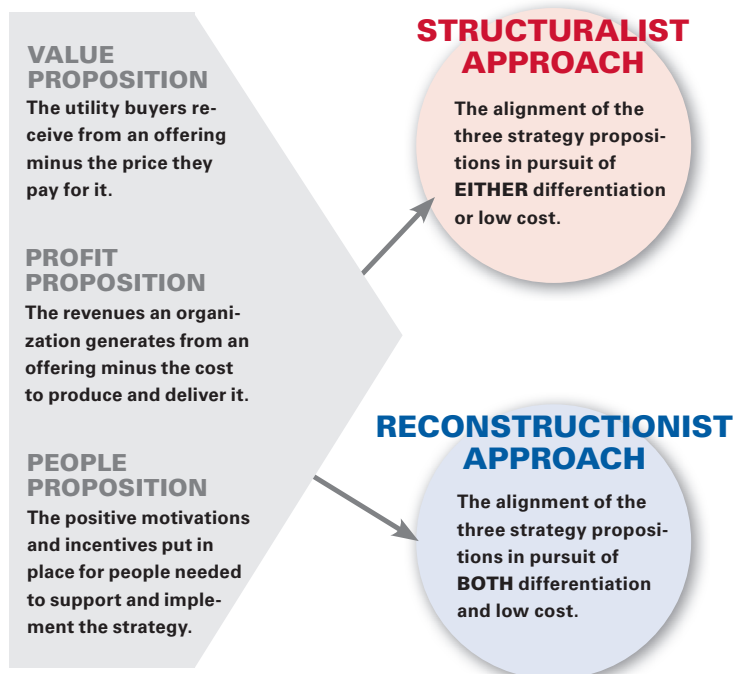 VALUE
PROPOSITION
The utility buyers re-
ceive from an offering
minus the price they
pay for it.
PROFIT
PROPOSITION
The revenues an organi-
zation generates from an
offering minus the cost
to produce and deliver it.
PEOPLE
PROPOSITION
The positive motivations
and incentives put in
place for people needed
to support and imple-
ment the strategy.
STRUCTURALIST
APPROACH
The alignment of the
three strategy proposi-
tions in pursuit of
EITHER differentiation
or low cost.
RECONSTRUCTIONIST
APPROACH
The alignment of the
three strategy proposi-
tions in pursuit of
BOTH differentiation
and low cost.